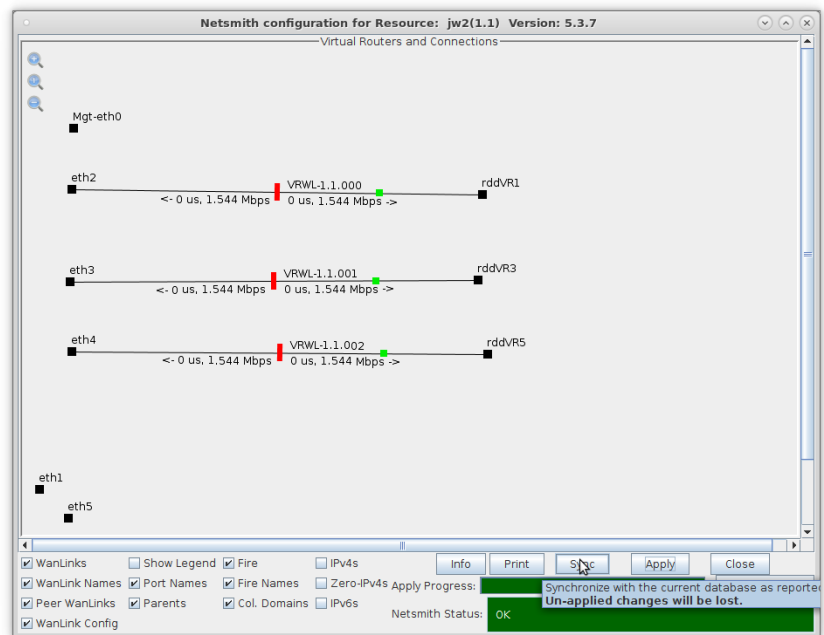 Netsmith configuration for Resource: jw2(1.1) Version: 5.3.7
Virtual Routers and Connections
Mgt-eth0
eth2
VRWL-1.1.000
rddVR1
<- 0 us, 1.544 Mbps 0 us, 1.544 Mbps ->
eth3
VRWL-1.1.001
rddVR3
<- 0 us, 1.544 Mbps 0 us, 1.544 Mbps ->
eth4
VRWL-1.1.002
rddVR5
<- 0 us, 1.544 Mbps 0 us, 1.544 Mbps ->
eth1
eth5
WanLinks Show Legend Fire IPv4s Info Print Sync Apply Close
WanLink Names Port Names Fire Names Zero-IPv4s Apply Progress:
Synchronize with the current database as reported
Peer WanLinks Parents Col. Domains IPv6s
Un-applied changes will be lost.
WanLink Config Netsmith Status: OK